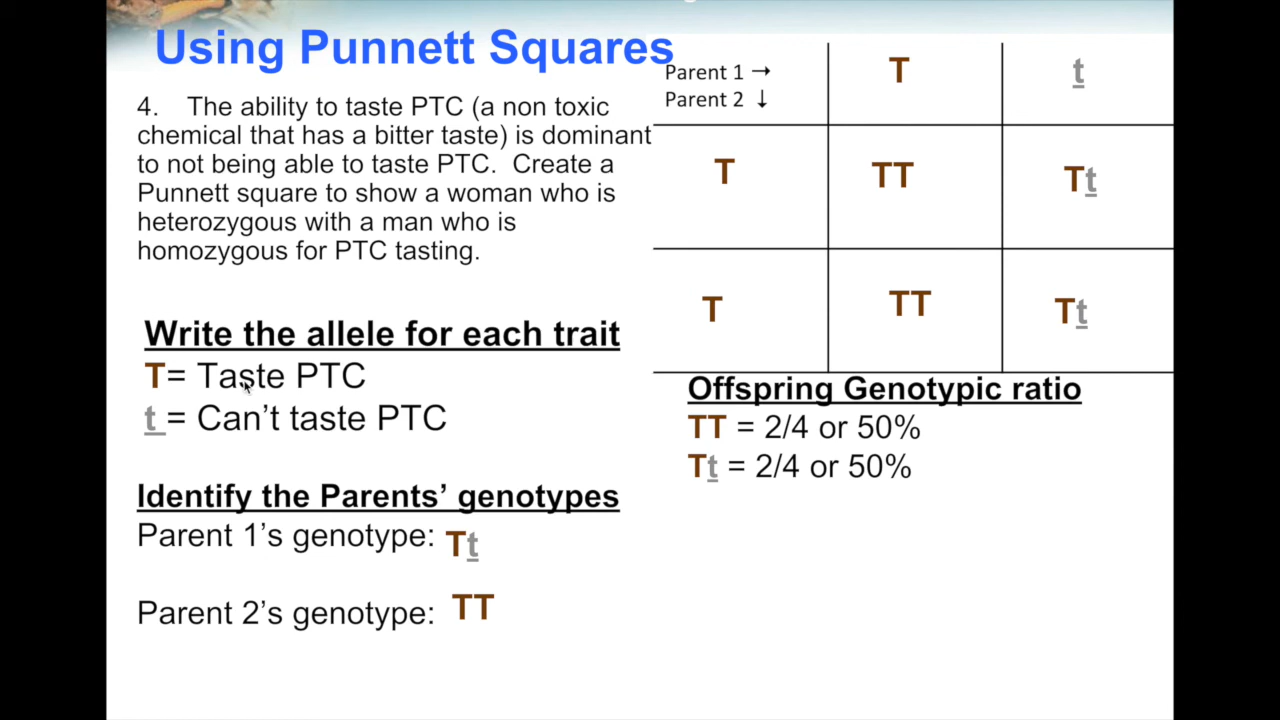 Using Punnett Squares
4. The ability to taste PTC (a non toxic
chemical that has a bitter taste) is dominant
to not being able to taste PTC. Create a
Punnett square to show a woman who is
heterozygous with a man who is
homozygous for PTC tasting.
Write the allele for each trait
T= Taste PTC
t = Can’t taste PTC
Identify the Parents’ genotypes
Parent 1’s genotype: Tt
Parent 2’s genotype: TT
Parent 1 → T t
Parent 2 ↓
T TT Tt
T TT Tt
Offspring Genotypic ratio
TT = 2/4 or 50%
Tt = 2/4 or 50%